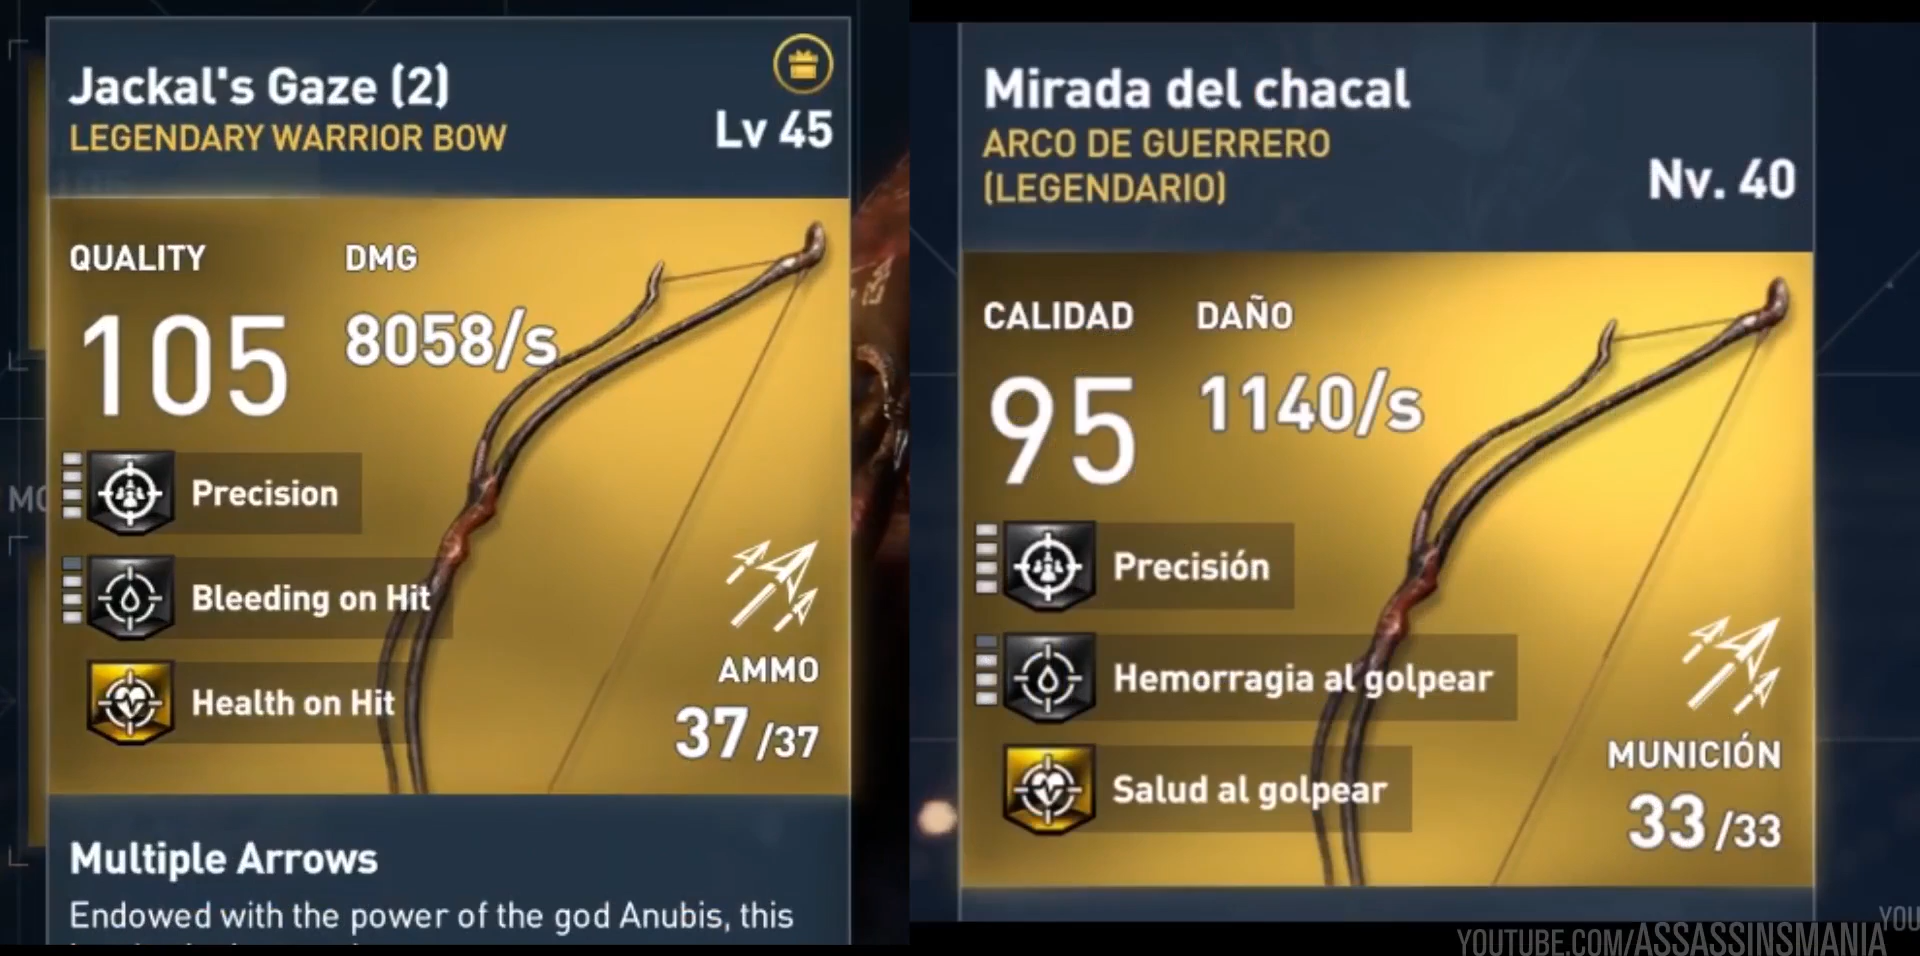 Jackal's Gaze (2)
LEGENDARY WARRIOR BOW
Lv 45
QUALITY
DMG
105
8058/s
Precision
Bleeding on Hit
Health on Hit
AMMO
37/37
Multiple Arrows
Endowed with the power of the god Anubis, this
Mirada del chacal
ARCO DE GUERRERO
(LEGENDARIO)
Nv. 40
CALIDAD
DAÑO
95
1140/s
Precisión
Hemorragia al golpear
Salud al golpear
MUNICIÓN
33/33
YOUTUBE.COM/ASSASSINSMANIA
YOU